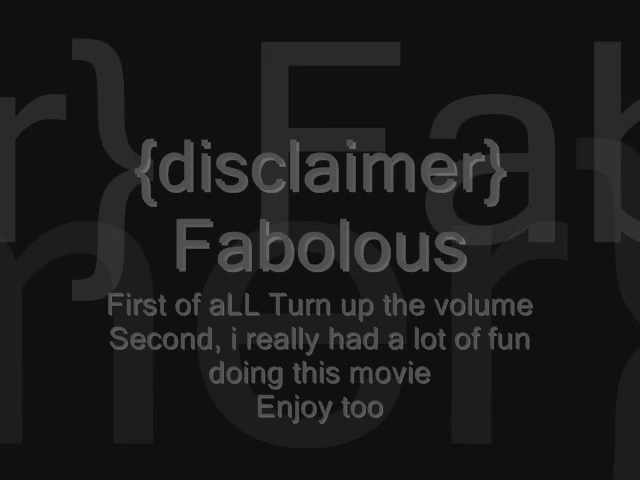 {disclaimer}
Fabolous
First of aLL Turn up the volume
Second, i really had a lot of fun
doing this movie
Enjoy too